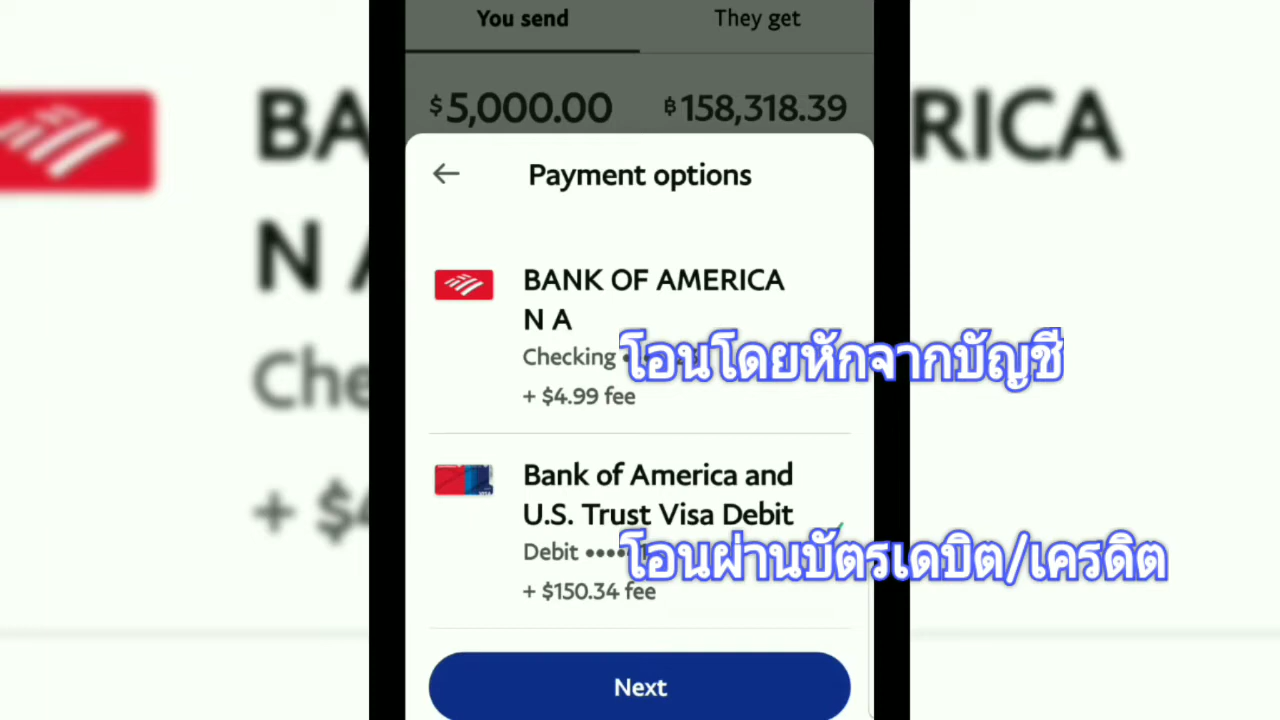 You send They get
$5,000.00 ฿158,318.39
Payment options
BANK OF AMERICA
N A
Checking
โอนโดยหักจากบัญชี
+ $4.99 fee
Bank of America and
U.S. Trust Visa Debit
Debit ••••
โอนผ่านบัตรเดบิต/เครดิต
+ $150.34 fee
Next